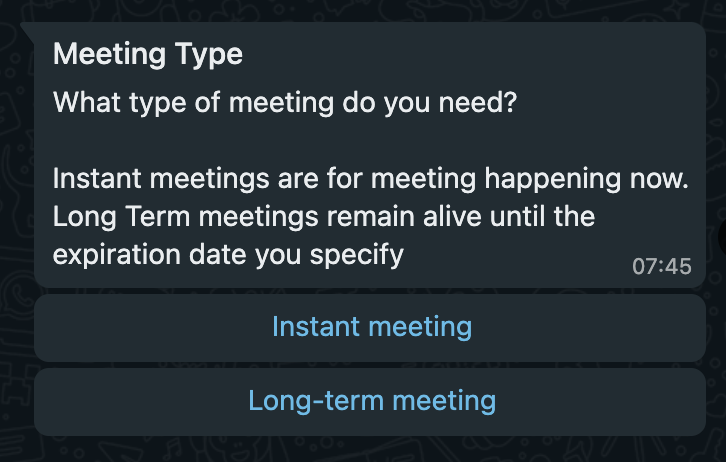 Meeting Type
What type of meeting do you need?
Instant meetings are for meeting happening now.
Long Term meetings remain alive until the
expiration date you specify
07:45
Instant meeting
Long-term meeting